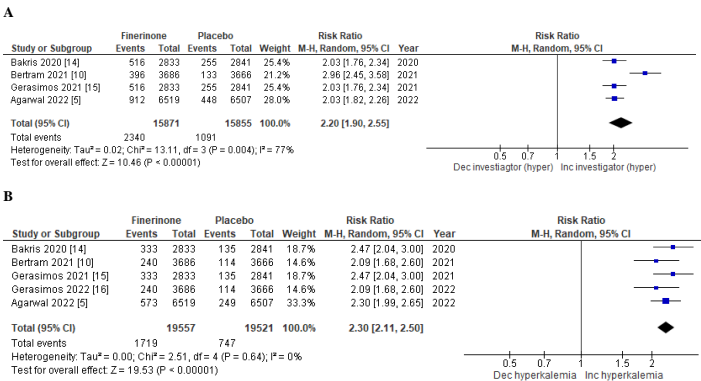 A
Finerinone Placebo Risk Ratio Risk Ratio
Study or Subgroup Events Total Events Total Weight M-H, Random, 95% CI Year M-H, Random, 95% CI
Bakris 2020 [14] 516 2833 255 2841 25.4% 2.03 [1.76, 2.34] 2020
Bertram 2021 [10] 396 3686 133 3666 21.2% 2.96 [2.45, 3.58] 2021
Gerasimos 2021 [15] 516 2833 255 2841 25.4% 2.03 [1.76, 2.34] 2021
Agarwal 2022 [5] 912 6519 448 6507 28.0% 2.03 [1.82, 2.26] 2022
Total (95% CI) 15871 15855 100.0% 2.20 [1.90, 2.55]
Total events 2340 1091
Heterogeneity: Tau² = 0.02; Chi² = 13.11, df = 3 (P = 0.004); I² = 77%
Test for overall effect: Z = 10.46 (P < 0.00001)
0.5 0.7 1 1.5 2
Dec investiagtor (hyper) Inc investigator (hyper)
B
Finerinone Placebo Risk Ratio Risk Ratio
Study or Subgroup Events Total Events Total Weight M-H, Random, 95% CI Year M-H, Random, 95% CI
Bakris 2020 [14] 333 2833 135 2841 18.7% 2.47 [2.04, 3.00] 2020
Bertram 2021 [10] 240 3686 114 3666 14.6% 2.09 [1.68, 2.60] 2021
Gerasimos 2021 [15] 333 2833 135 2841 18.7% 2.47 [2.04, 3.00] 2021
Gerasimos 2022 [16] 240 3686 114 3666 14.6% 2.09 [1.68, 2.60] 2022
Agarwal 2022 [5] 573 6519 249 6507 33.3% 2.30 [1.99, 2.65] 2022
Total (95% CI) 19557 19521 100.0% 2.30 [2.11, 2.50]
Total events 1719 747
Heterogeneity: Tau² = 0.00; Chi² = 2.51, df = 4 (P = 0.64); I² = 0%
Test for overall effect: Z = 19.53 (P < 0.00001)
0.5 0.7 1 1.5 2
Dec hyperkalemia Inc hyperkalemia